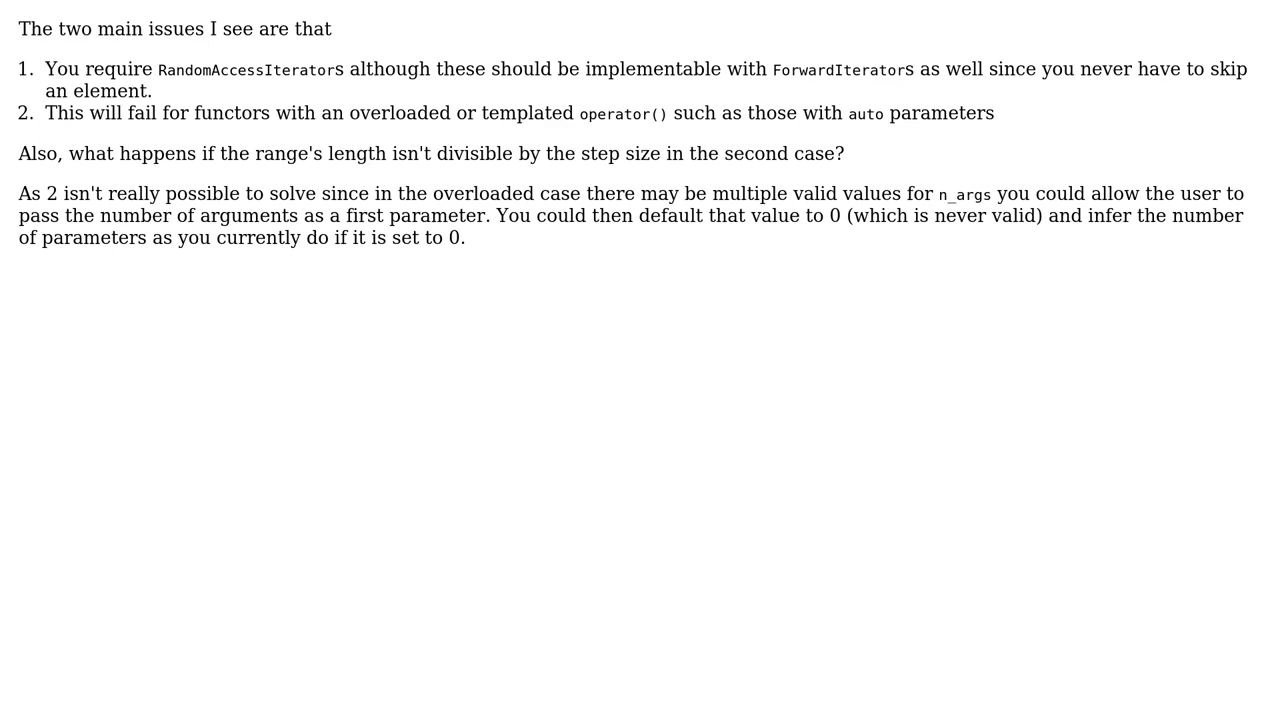 The two main issues I see are that
1. You require RandomAccessIterators although these should be implementable with ForwardIterators as well since you never have to skip
an element.
2. This will fail for functors with an overloaded or templated operator() such as those with auto parameters
Also, what happens if the range's length isn't divisible by the step size in the second case?
As 2 isn't really possible to solve since in the overloaded case there may be multiple valid values for n_args you could allow the user to
pass the number of arguments as a first parameter. You could then default that value to 0 (which is never valid) and infer the number
of parameters as you currently do if it is set to 0.